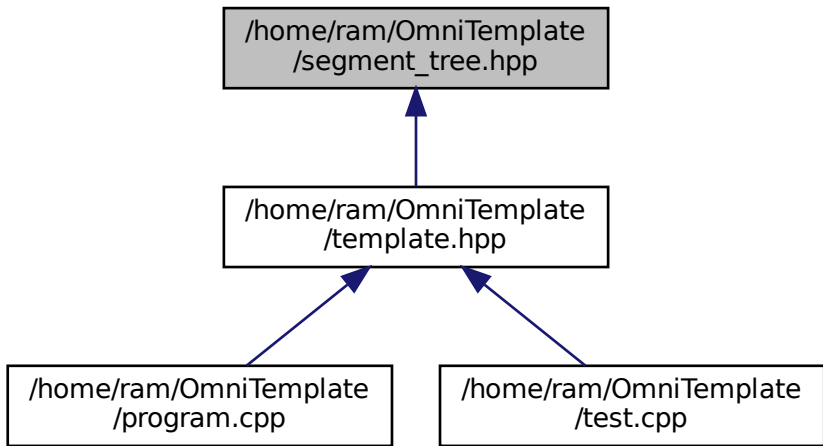 /home/ram/OmniTemplate
/segment_tree.hpp
/home/ram/OmniTemplate
/template.hpp
/home/ram/OmniTemplate
/program.cpp
/home/ram/OmniTemplate
/test.cpp